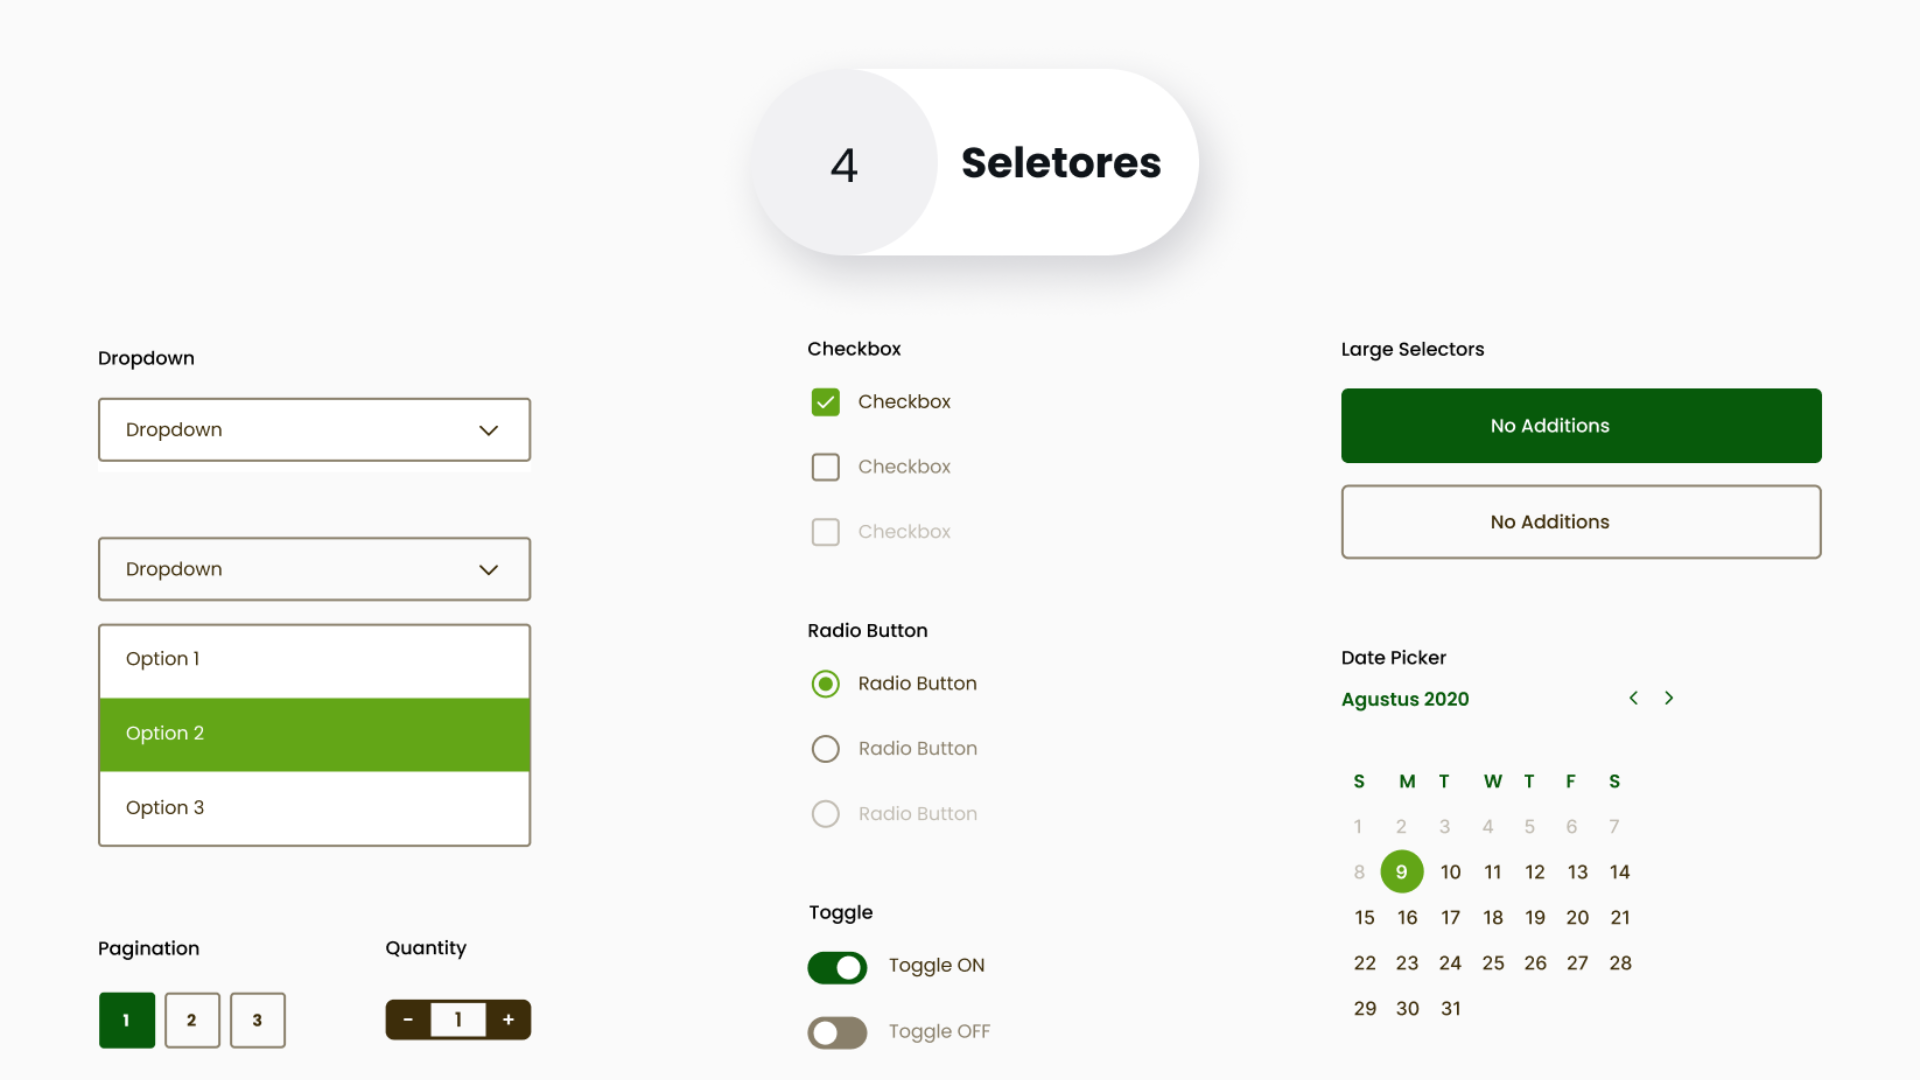 4
Seletores
Dropdown
Dropdown
Dropdown
Option 1
Option 2
Option 3
Pagination
1 2 3
Quantity
- 1 +
Checkbox
Checkbox
Checkbox
Checkbox
Radio Button
Radio Button
Radio Button
Radio Button
Toggle
Toggle ON
Toggle OFF
Large Selectors
No Additions
No Additions
Date Picker
Agustus 2020 < >
S M T W T F S
1 2 3 4 5 6 7
8 9 10 11 12 13 14
15 16 17 18 19 20 21
22 23 24 25 26 27 28
29 30 31